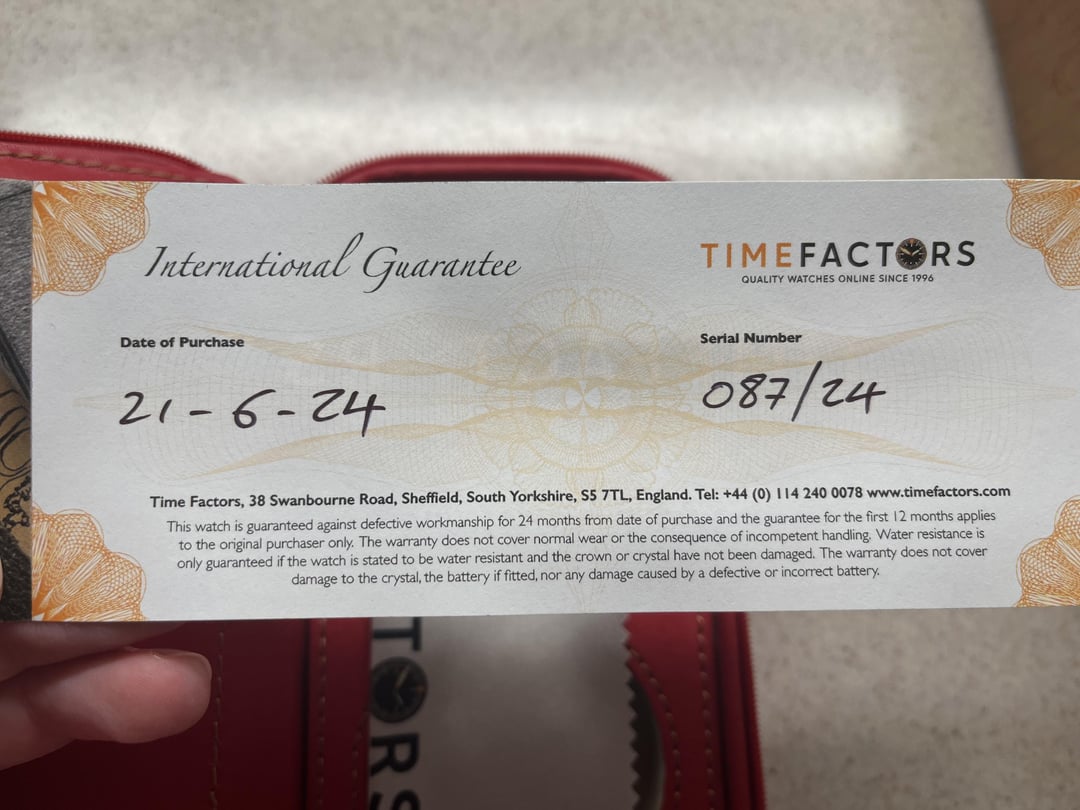 International Guarantee
TIMEFACTORS
QUALITY WATCHES ONLINE SINCE 1996
Date of Purchase
Serial Number
21-6-24
087/24
Time Factors, 38 Swanbourne Road, Sheffield, South Yorkshire, S5 7TL, England. Tel: +44 (0) 114 240 0078 www.timefactors.com
This watch is guaranteed against defective workmanship for 24 months from date of purchase and the guarantee for the first 12 months applies
to the original purchaser only. The warranty does not cover normal wear or the consequence of incompetent handling. Water resistance is
only guaranteed if the watch is stated to be water resistant and the crown or crystal have not been damaged. The warranty does not cover
damage to the crystal, the battery if fitted, nor any damage caused by a defective or incorrect battery.
TORS